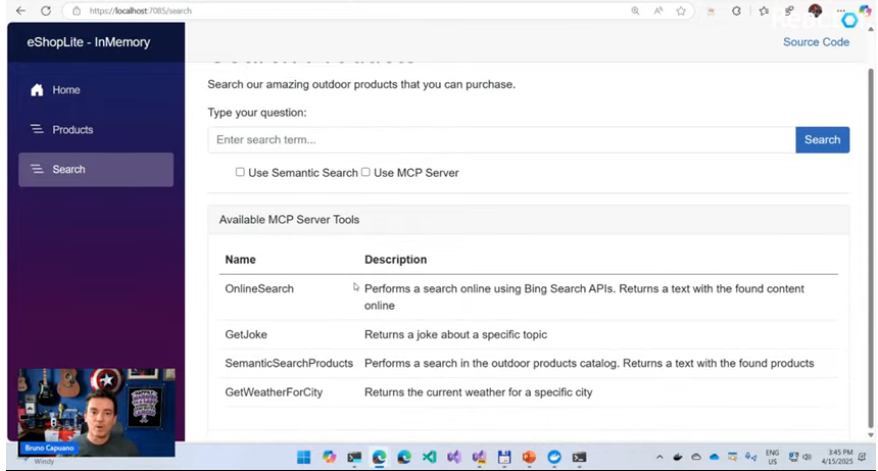 https://localhost:7085/search
eShopLite - InMemory
Source Code
Home
Products
Search
Search our amazing outdoor products that you can purchase.
Type your question:
Enter search term...
Search
Use Semantic Search
Use MCP Server
Available MCP Server Tools
Name Description
OnlineSearch Performs a search online using Bing Search APIs. Returns a text with the found content
online
GetJoke Returns a joke about a specific topic
SemanticSearchProducts Performs a search in the outdoor products catalog. Returns a text with the found products
GetWeatherForCity Returns the current weather for a specific city
Bruno Capuano
Windy
ENG
US
3:45 PM
4/15/2025